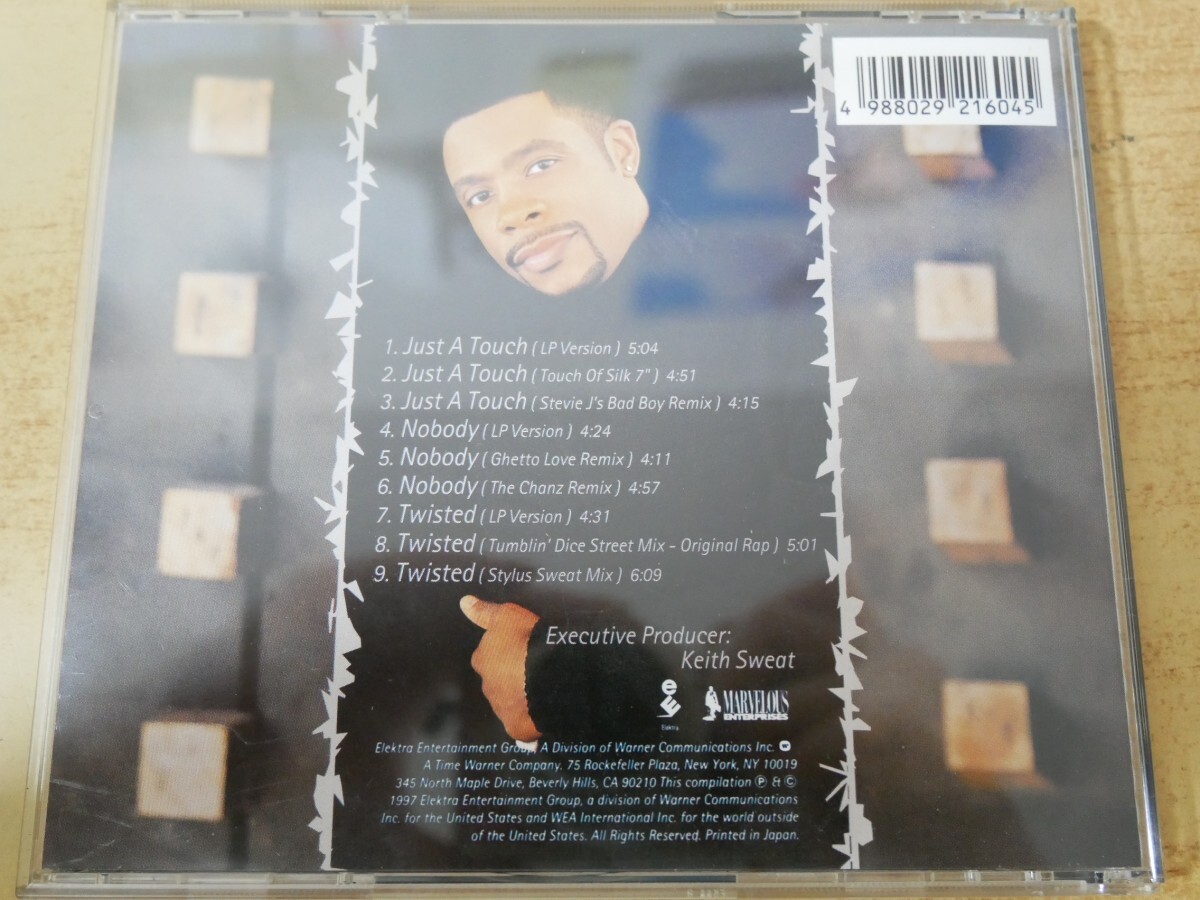 4 988029 216045
1. Just A Touch ( LP Version ) 5:04
2. Just A Touch ( Touch Of Silk 7" ) 4:51
3. Just A Touch ( Stevie J's Bad Boy Remix ) 4:15
4. Nobody ( LP Version ) 4:24
5. Nobody ( Ghetto Love Remix ) 4:11
6. Nobody ( The Chanz Remix ) 4:57
7. Twisted ( LP Version ) 4:31
8. Twisted ( Tumblin' Dice Street Mix - Original Rap ) 5:01
9. Twisted ( Stylus Sweat Mix ) 6:09
Executive Producer:
Keith Sweat
Elektra
MARVELOUS
ENTERPRISES
Elektra Entertainment Group, A Division of Warner Communications Inc.
A Time Warner Company. 75 Rockefeller Plaza, New York, NY 10019
345 North Maple Drive, Beverly Hills, CA 90210 This compilation ℗ & ©
1997 Elektra Entertainment Group, a division of Warner Communications
Inc. for the United States and WEA International Inc. for the world outside
of the United States. All Rights Reserved. Printed in Japan.